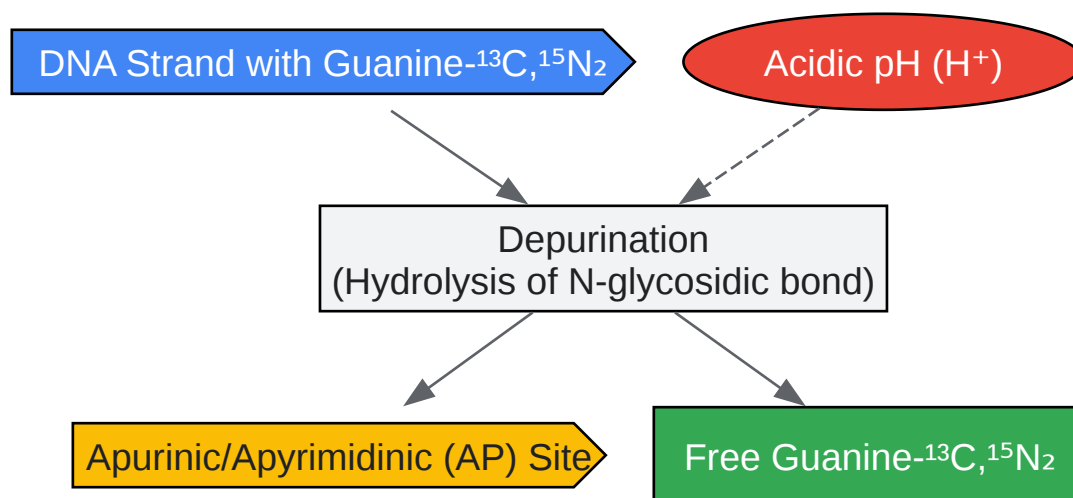 DNA Strand with Guanine-¹³C,¹⁵N₂
Acidic pH (H⁺)
Depurination
(Hydrolysis of N-glycosidic bond)
Apurinic/Apyrimidinic (AP) Site
Free Guanine-¹³C,¹⁵N₂